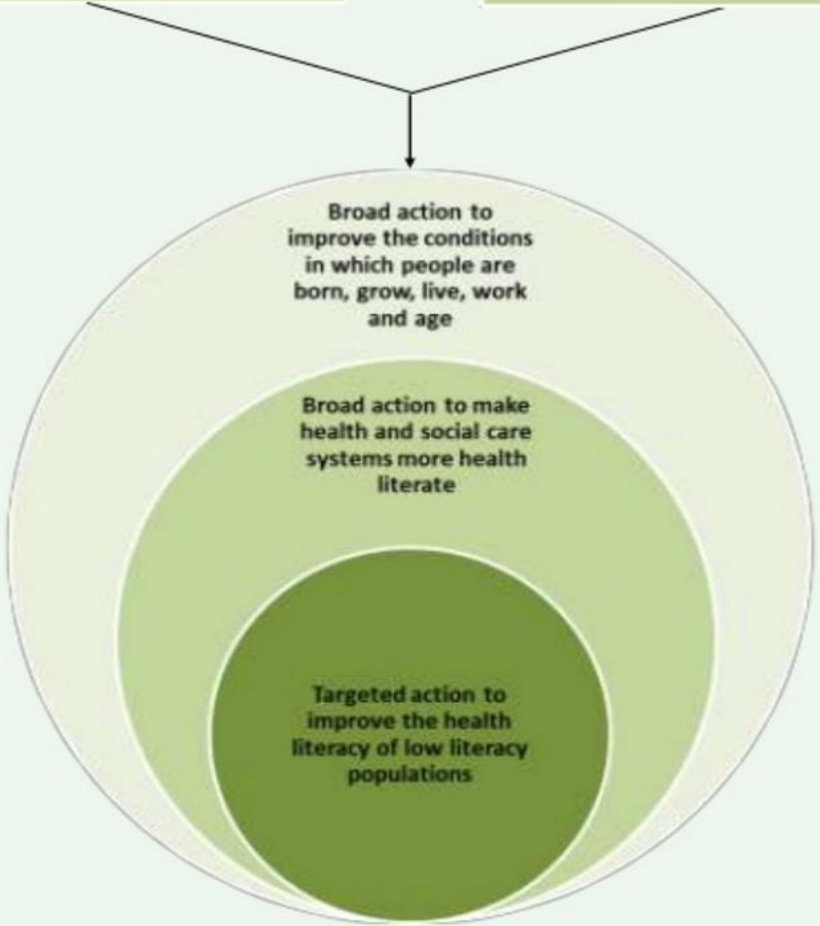 Broad action to
improve the conditions
in which people are
born, grow, live, work
and age
Broad action to make
health and social care
systems more health
literate
Targeted action to
improve the health
literacy of low literacy
populations